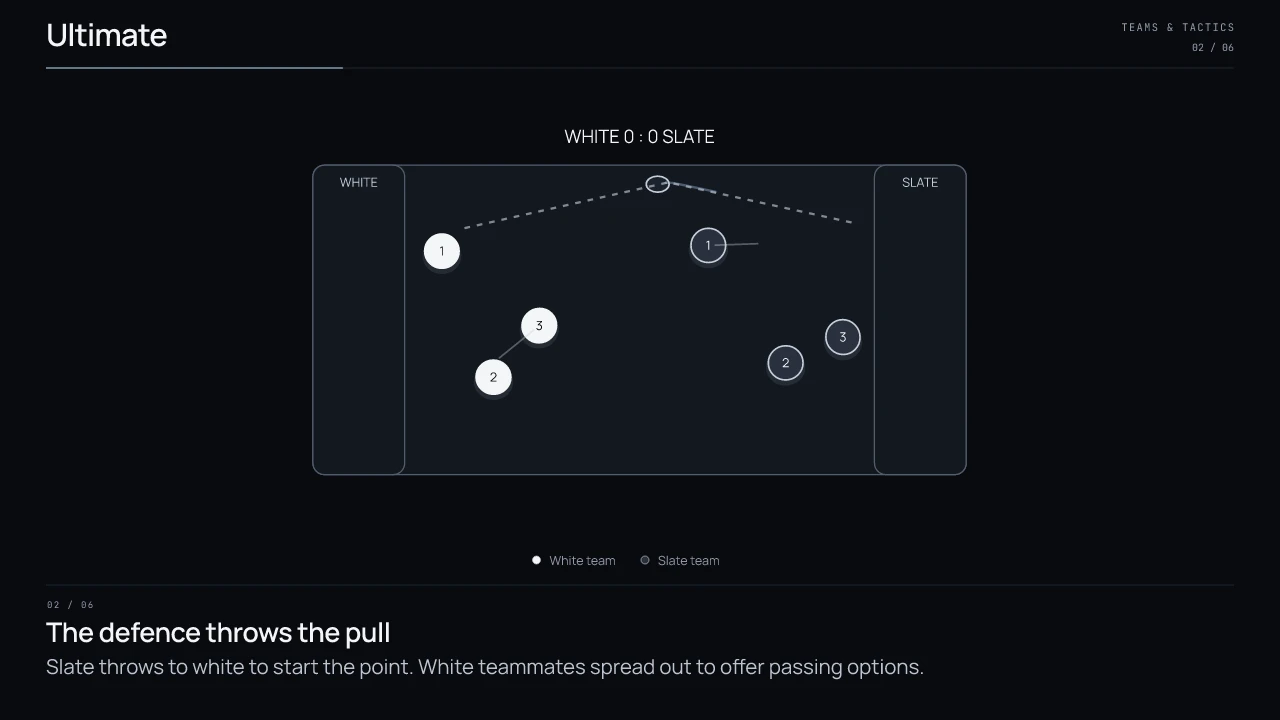 Ultimate
TEAMS & TACTICS
02 / 06
WHITE 0 : 0 SLATE
WHITE
SLATE
1
1
3
3
2
2
White team
Slate team
02 / 06
The defence throws the pull
Slate throws to white to start the point. White teammates spread out to offer passing options.